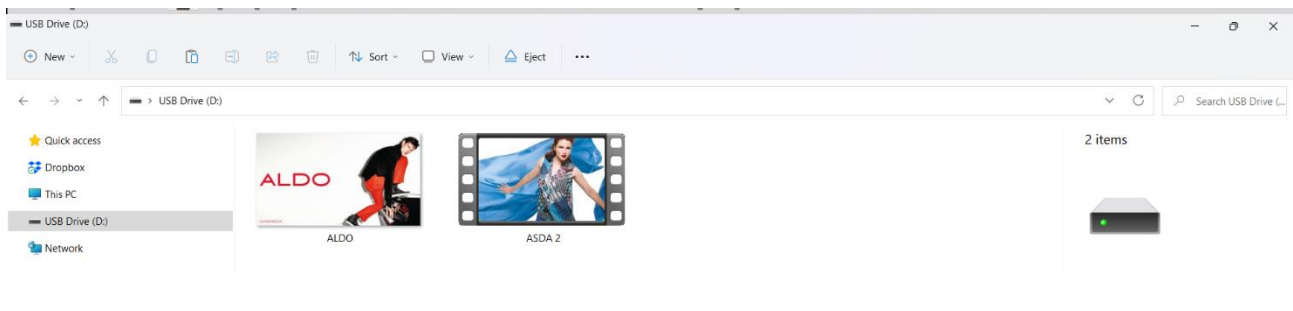 USB Drive (D:)
New
Sort
View
Eject
USB Drive (D:)
Search USB Drive (...
Quick access
Dropbox
This PC
USB Drive (D:)
Network
ALDO
ALDO
ASDA 2
2 items